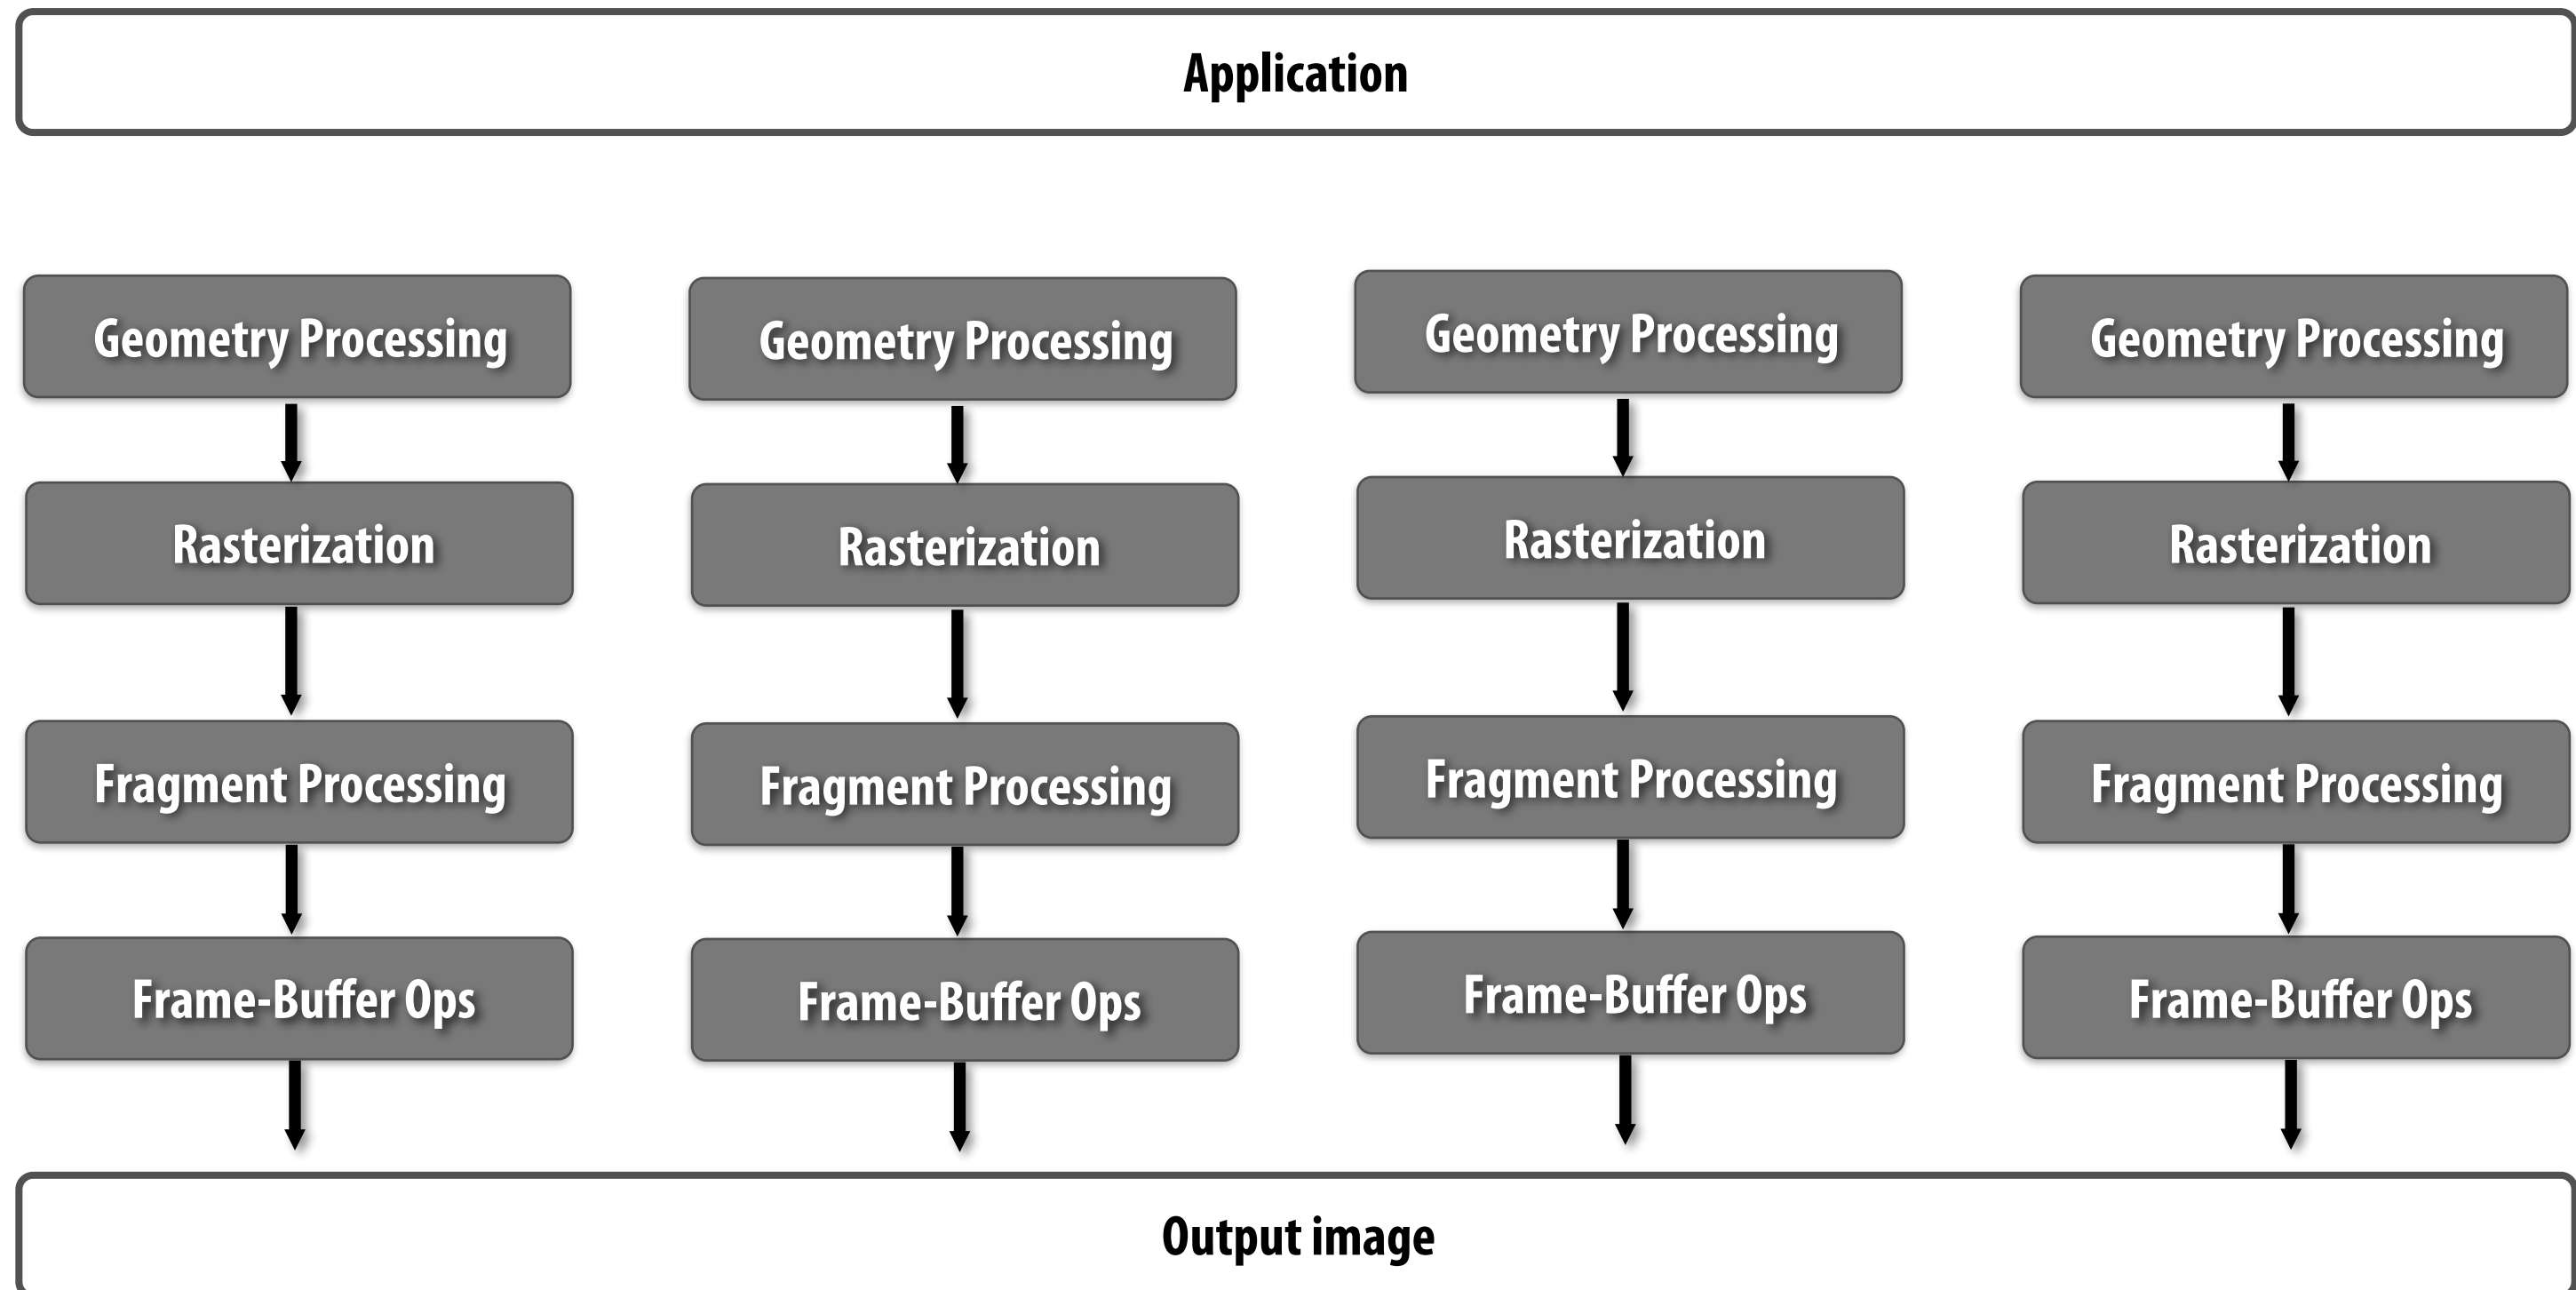 Application
Geometry Processing
Geometry Processing
Geometry Processing
Geometry Processing
Rasterization
Rasterization
Rasterization
Rasterization
Fragment Processing
Fragment Processing
Fragment Processing
Fragment Processing
Frame-Buffer Ops
Frame-Buffer Ops
Frame-Buffer Ops
Frame-Buffer Ops
Output image